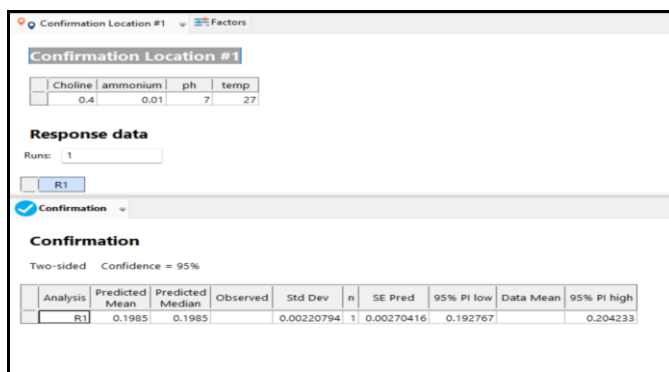 Confirmation Location #1 Factors
Confirmation Location #1
Choline ammonium ph temp
0.4 0.01 7 27
Response data
Runs: 1
R1
Confirmation
Confirmation
Two-sided Confidence = 95%
Analysis Predicted Mean Predicted Median Observed Std Dev n SE Pred 95% PI low Data Mean 95% PI high
R1 0.1985 0.1985 0.00220794 1 0.00270416 0.192767 0.204233